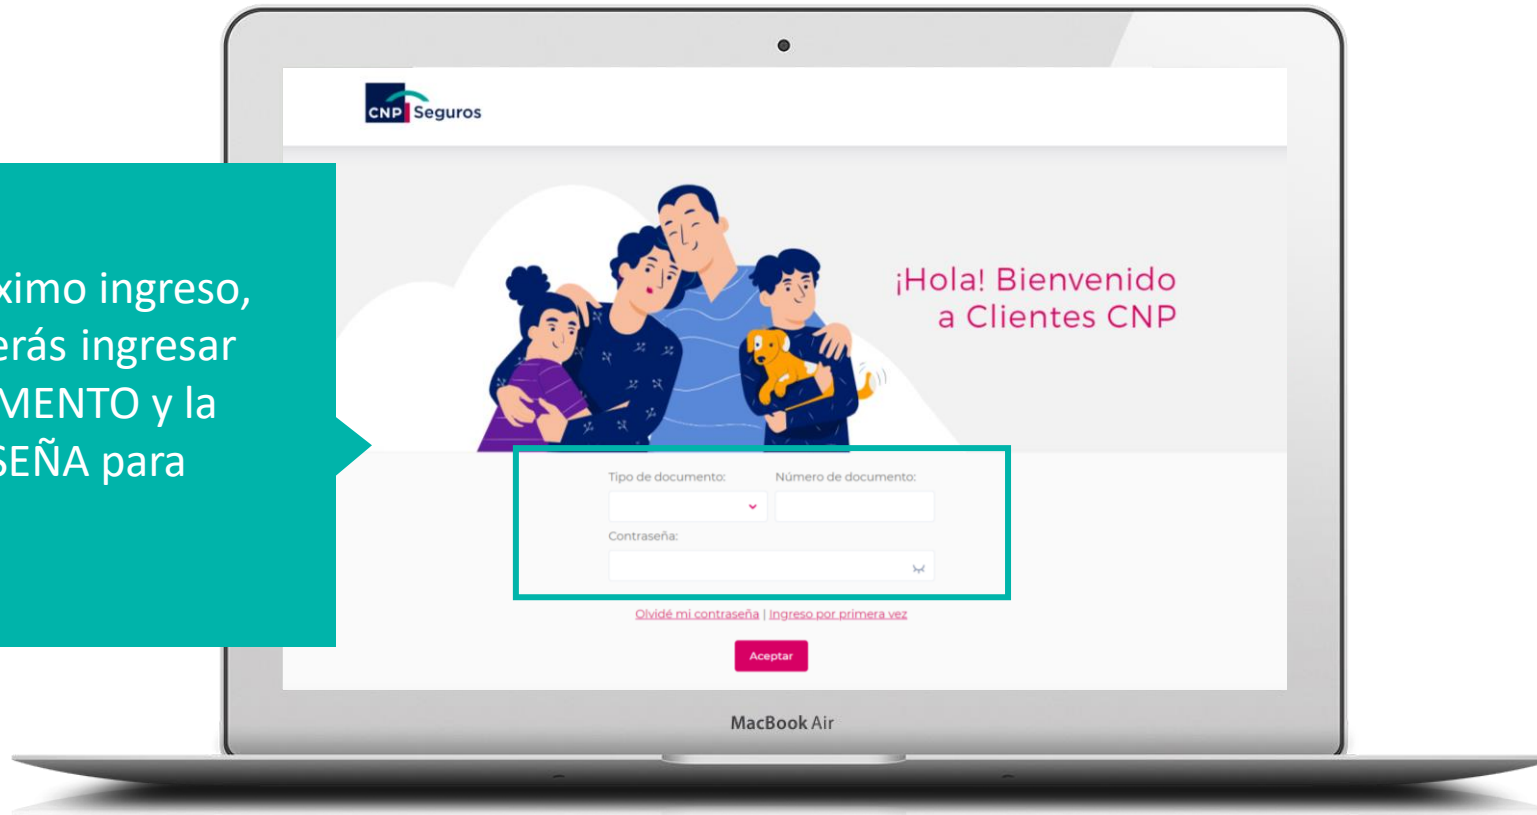 CNP Seguros
ximo ingreso,
erás ingresar
MENTO y la
SEÑA para
¡Hola! Bienvenido
a Clientes CNP
Tipo de documento: Número de documento:
Contraseña:
Olvidé mi contraseña | Ingreso por primera vez
Aceptar
MacBook Air